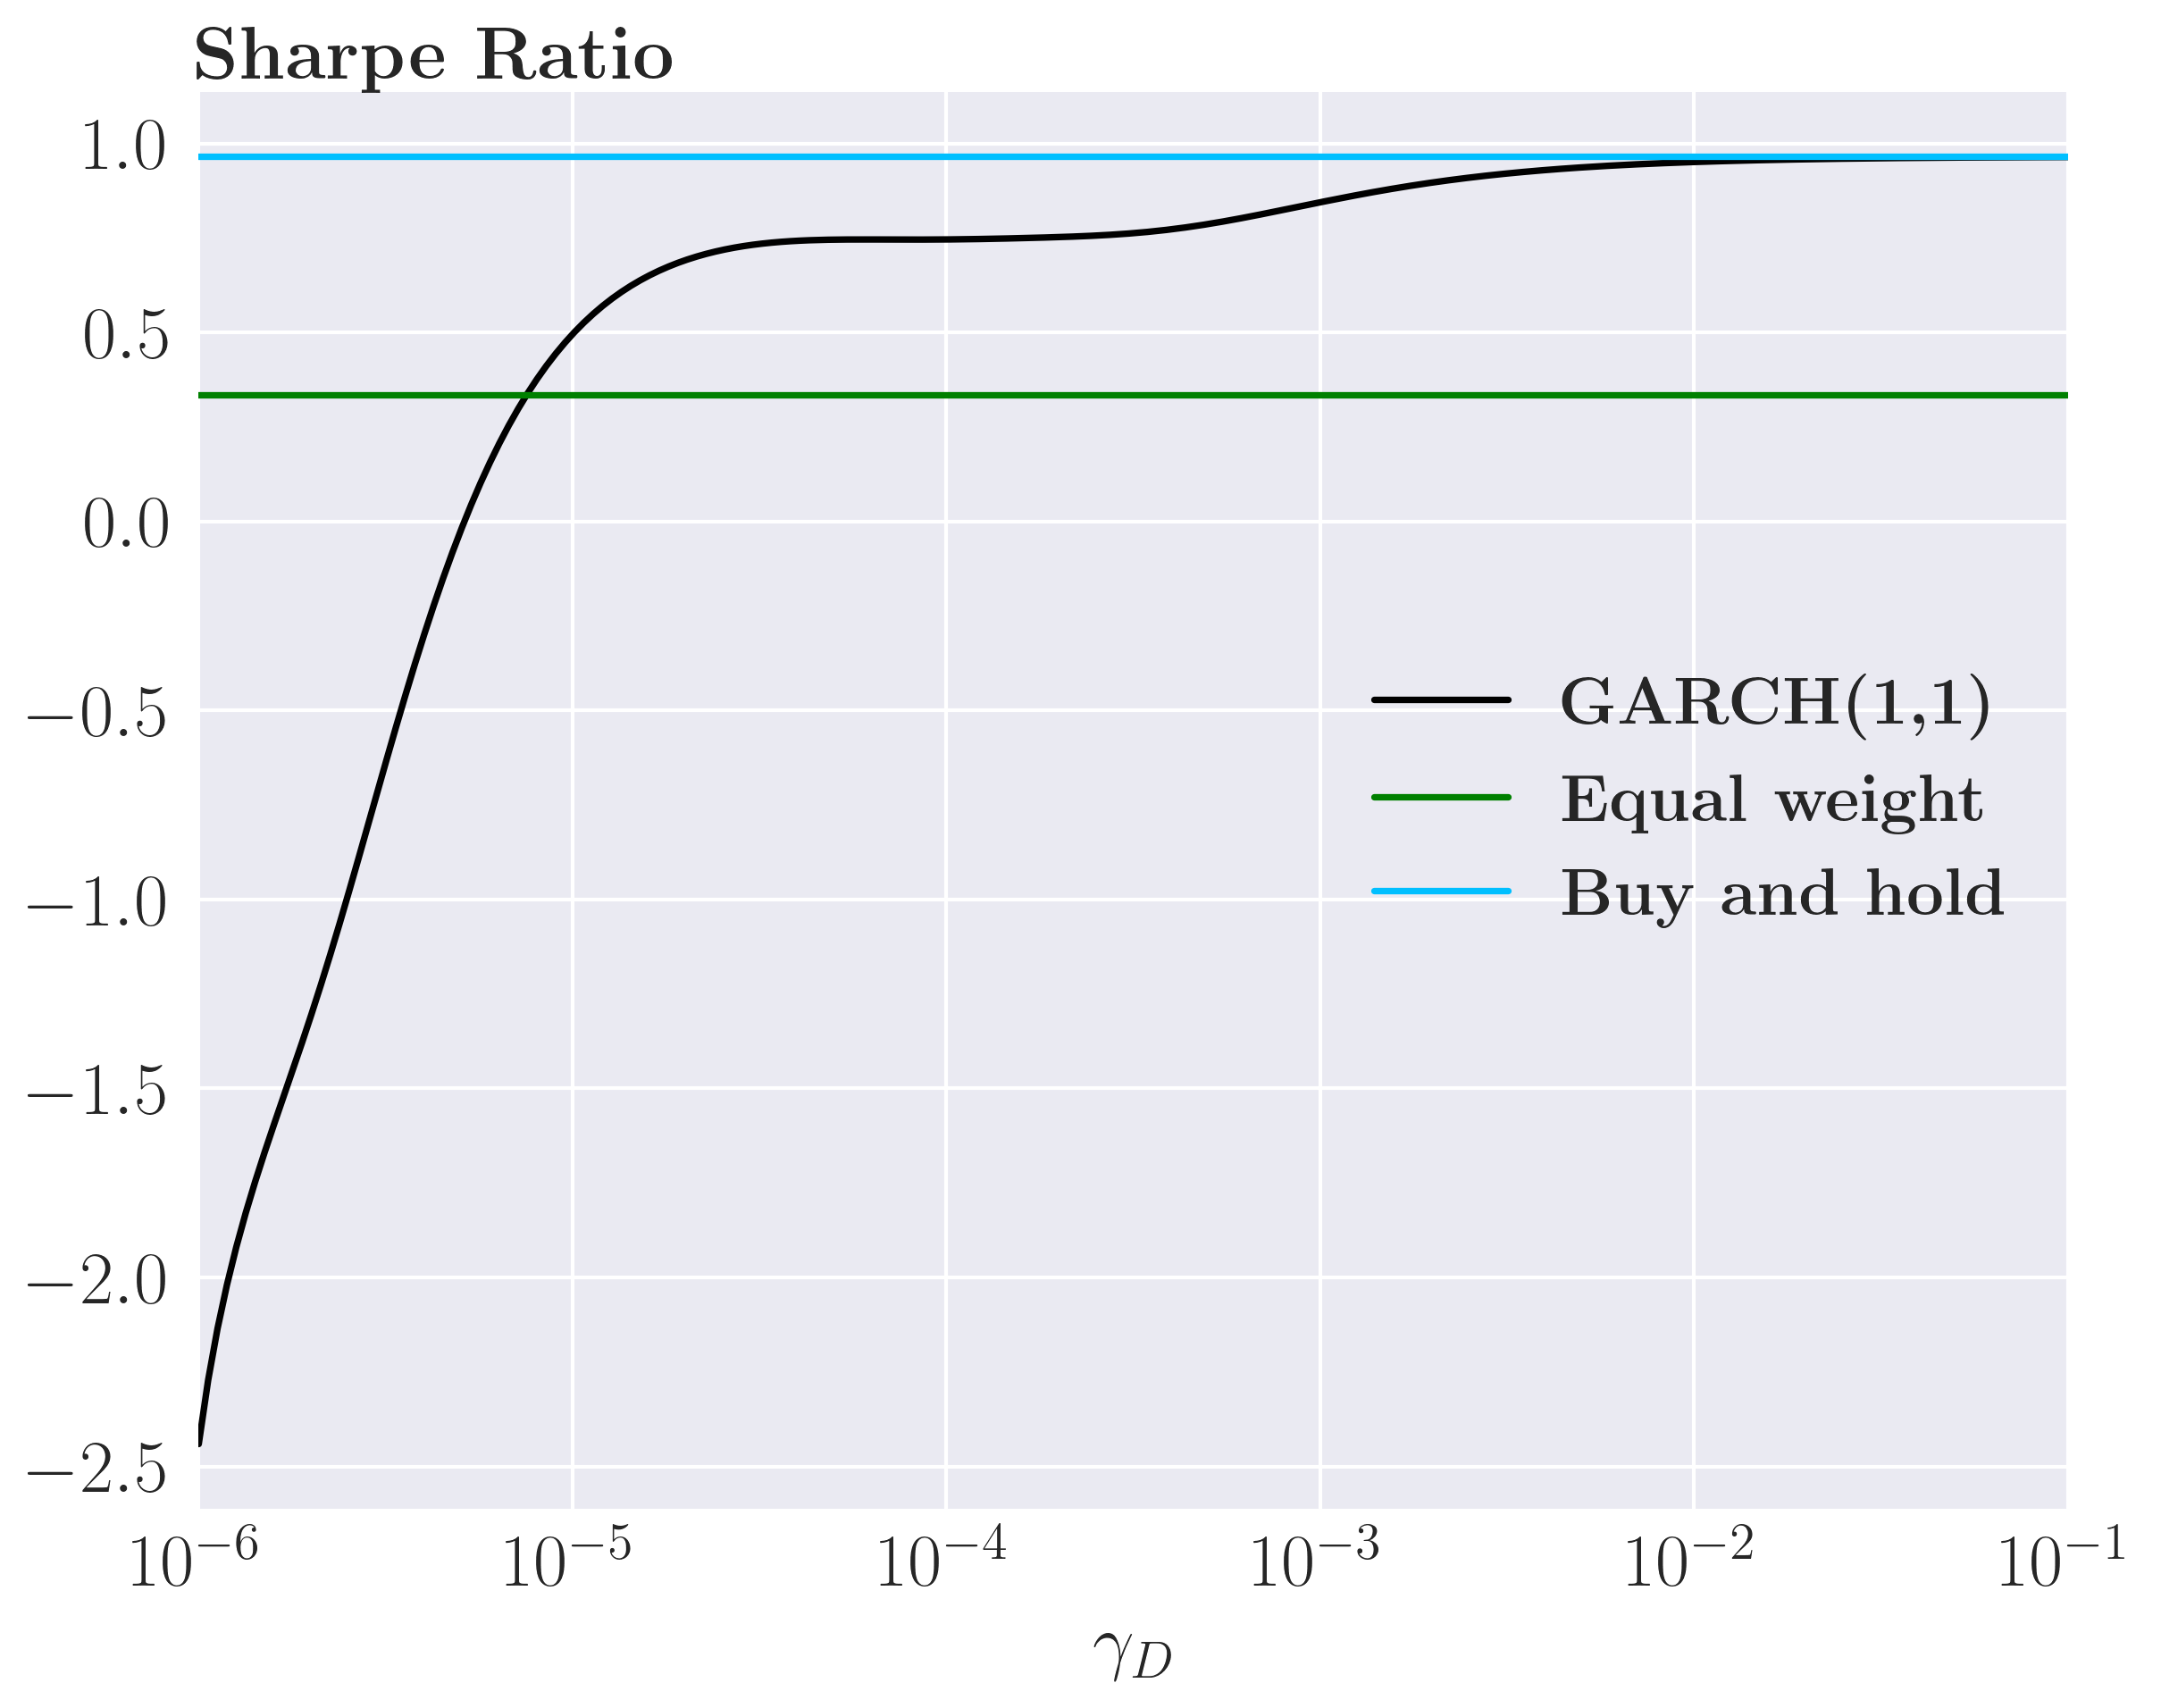 Sharpe Ratio
1.0
0.5
0.0
−0.5
−1.0
−1.5
−2.0
−2.5
GARCH(1,1)
Equal weight
Buy and hold
10⁻⁶ 10⁻⁵ 10⁻⁴ 10⁻³ 10⁻² 10⁻¹
γ_D